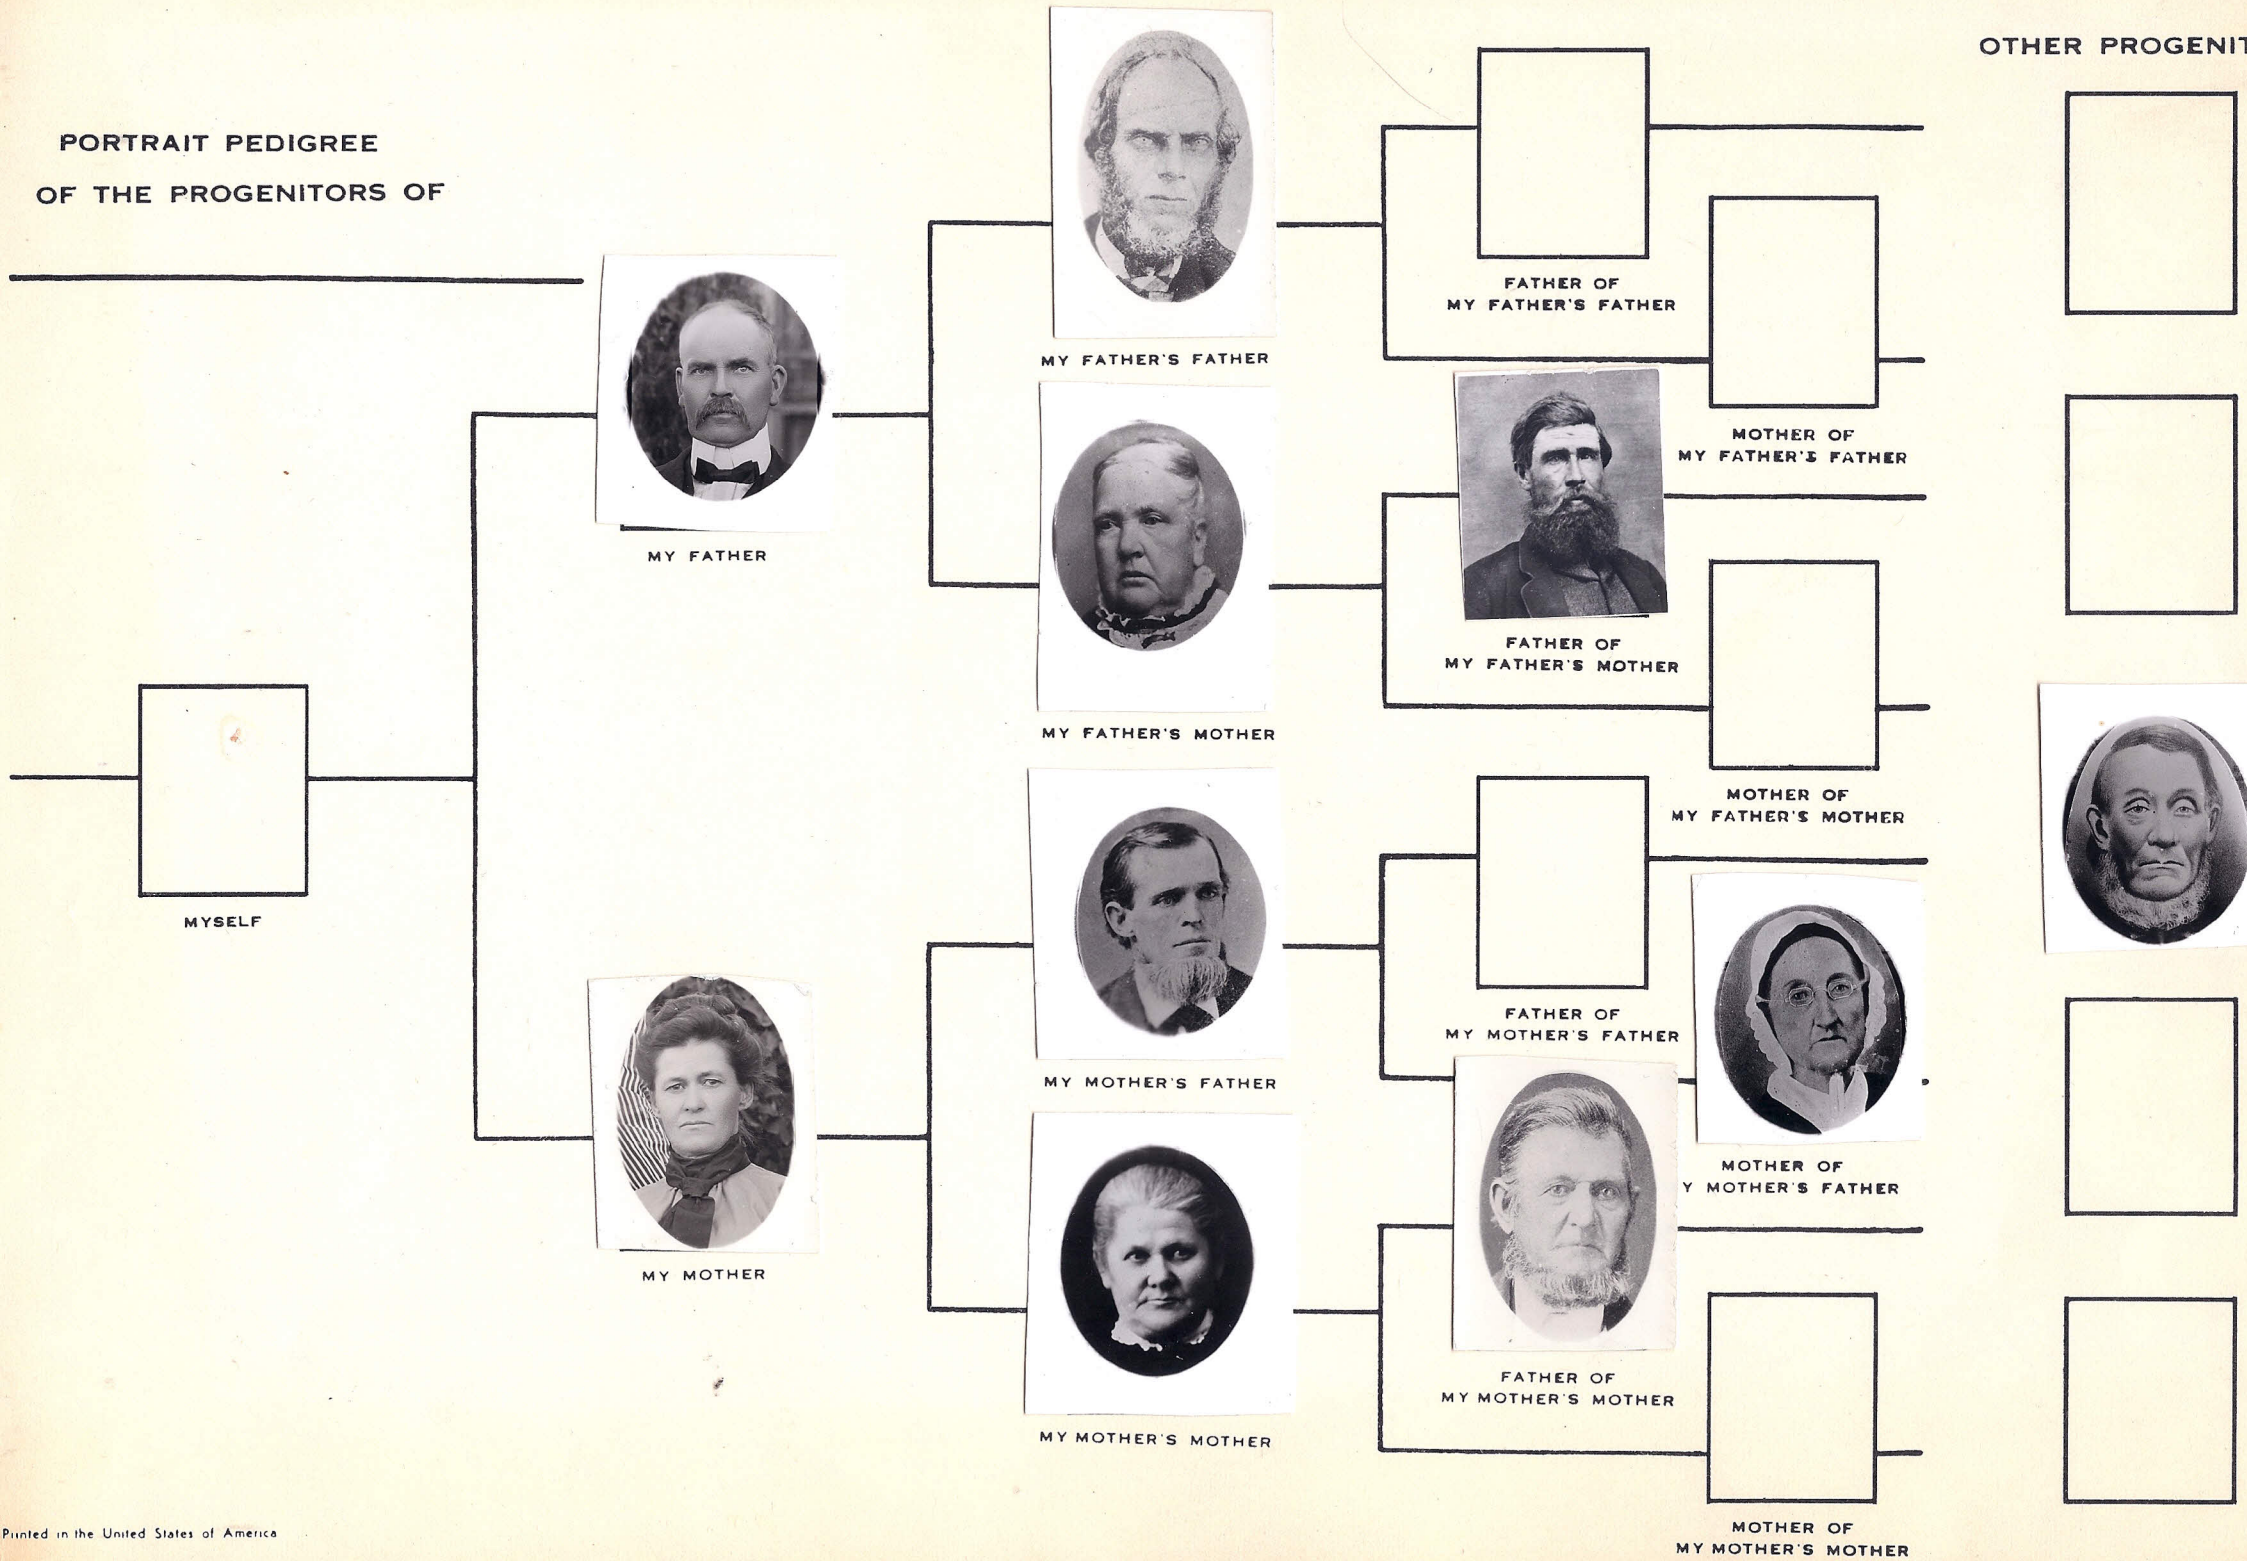 PORTRAIT PEDIGREE
OF THE PROGENITORS OF
OTHER PROGENIT
MY FATHER
MYSELF
MY MOTHER
MY FATHER'S FATHER
MY FATHER'S MOTHER
MY MOTHER'S FATHER
MY MOTHER'S MOTHER
FATHER OF
MY FATHER'S FATHER
MOTHER OF
MY FATHER'S FATHER
FATHER OF
MY FATHER'S MOTHER
MOTHER OF
MY FATHER'S MOTHER
FATHER OF
MY MOTHER'S FATHER
MOTHER OF
Y MOTHER'S FATHER
FATHER OF
MY MOTHER'S MOTHER
MOTHER OF
MY MOTHER'S MOTHER
Printed in the United States of America